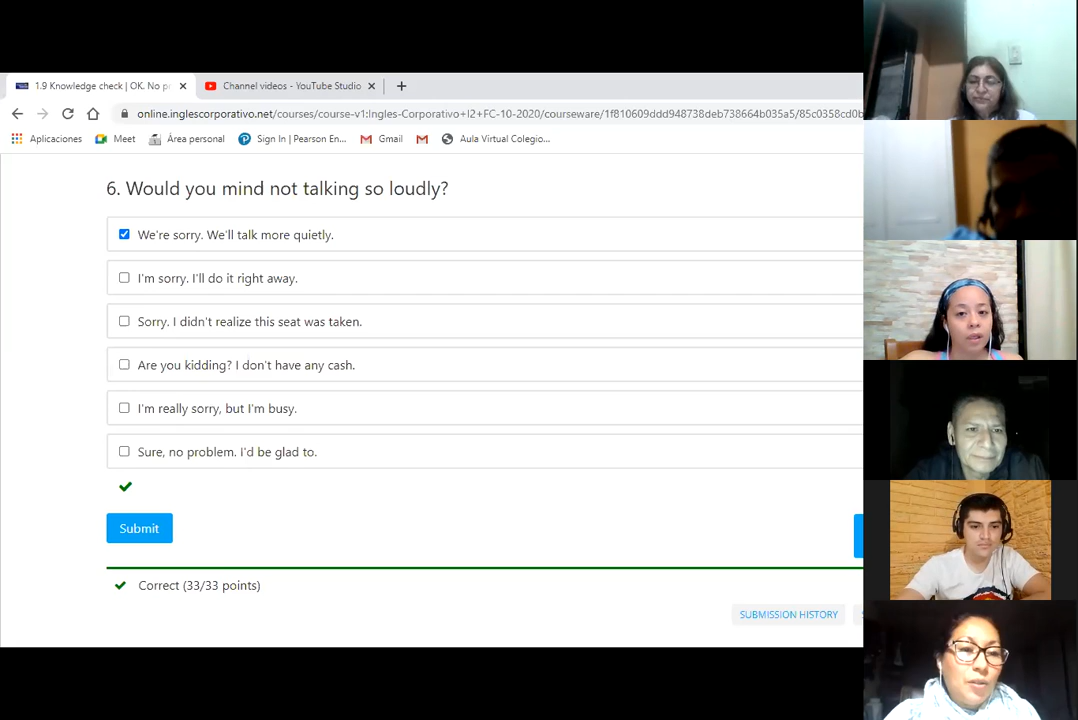 1.9 Knowledge check | OK. No pr
Channel videos - YouTube Studio
online.inglescorporativo.net/courses/course-v1:Ingles-Corporativo+I2+FC-10-2020/courseware/1f810609ddd948738deb738664b035a5/85c0358cd0b
Aplicaciones
Meet
Área personal
Sign In | Pearson En...
Gmail
Aula Virtual Colegio...
6. Would you mind not talking so loudly?
We're sorry. We'll talk more quietly.
I'm sorry. I'll do it right away.
Sorry. I didn't realize this seat was taken.
Are you kidding? I don't have any cash.
I'm really sorry, but I'm busy.
Sure, no problem. I'd be glad to.
Submit
Correct (33/33 points)
SUBMISSION HISTORY